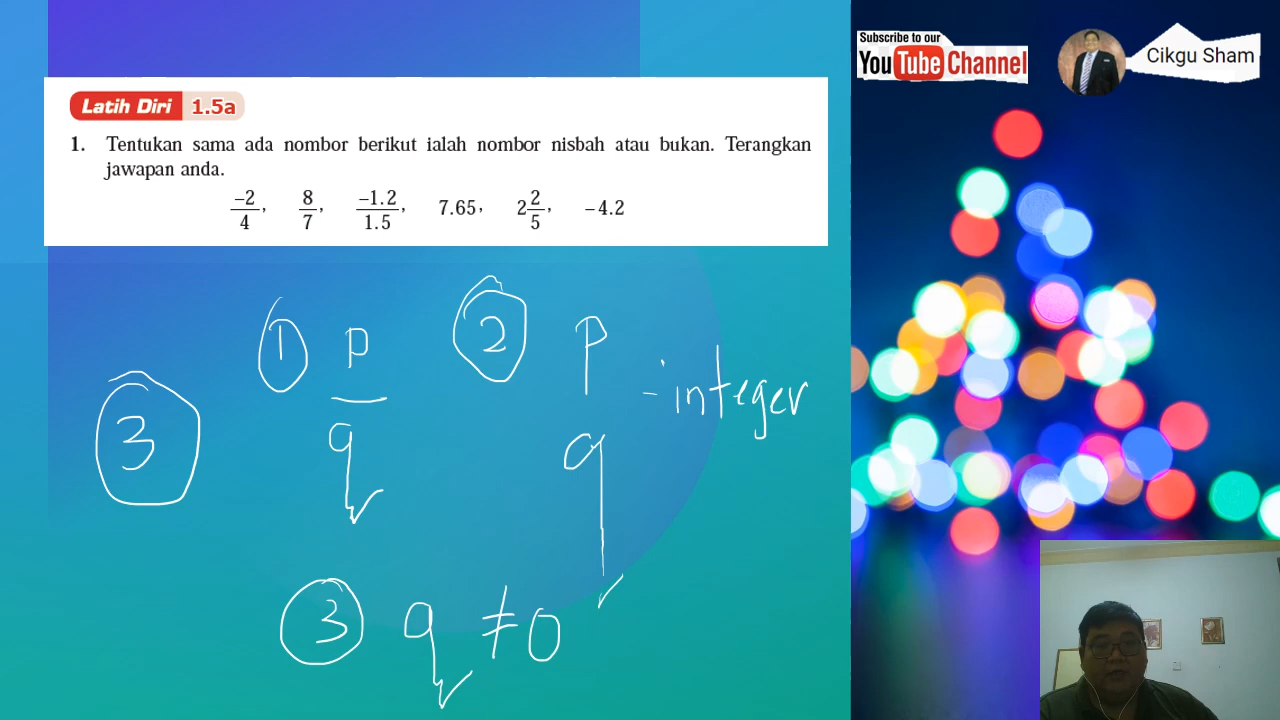 Subscribe to our
YouTube Channel
Cikgu Sham
Latih Diri 1.5a
1. Tentukan sama ada nombor berikut ialah nombor nisbah atau bukan. Terangkan
jawapan anda.
-2/4, 8/7, -1.2/1.5, 7.65, 2 2/5, -4.2
1 p/q
2 p
- integer
q
3
3 q ≠ 0